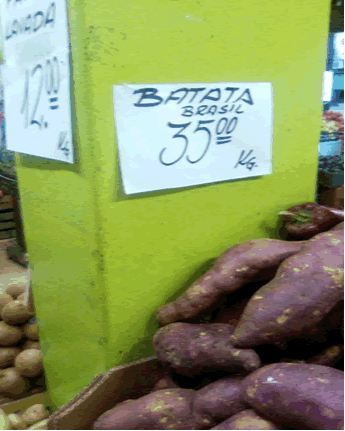 LAVADA
12.00
KG
BATATA
BRASIL
35.00
KG.